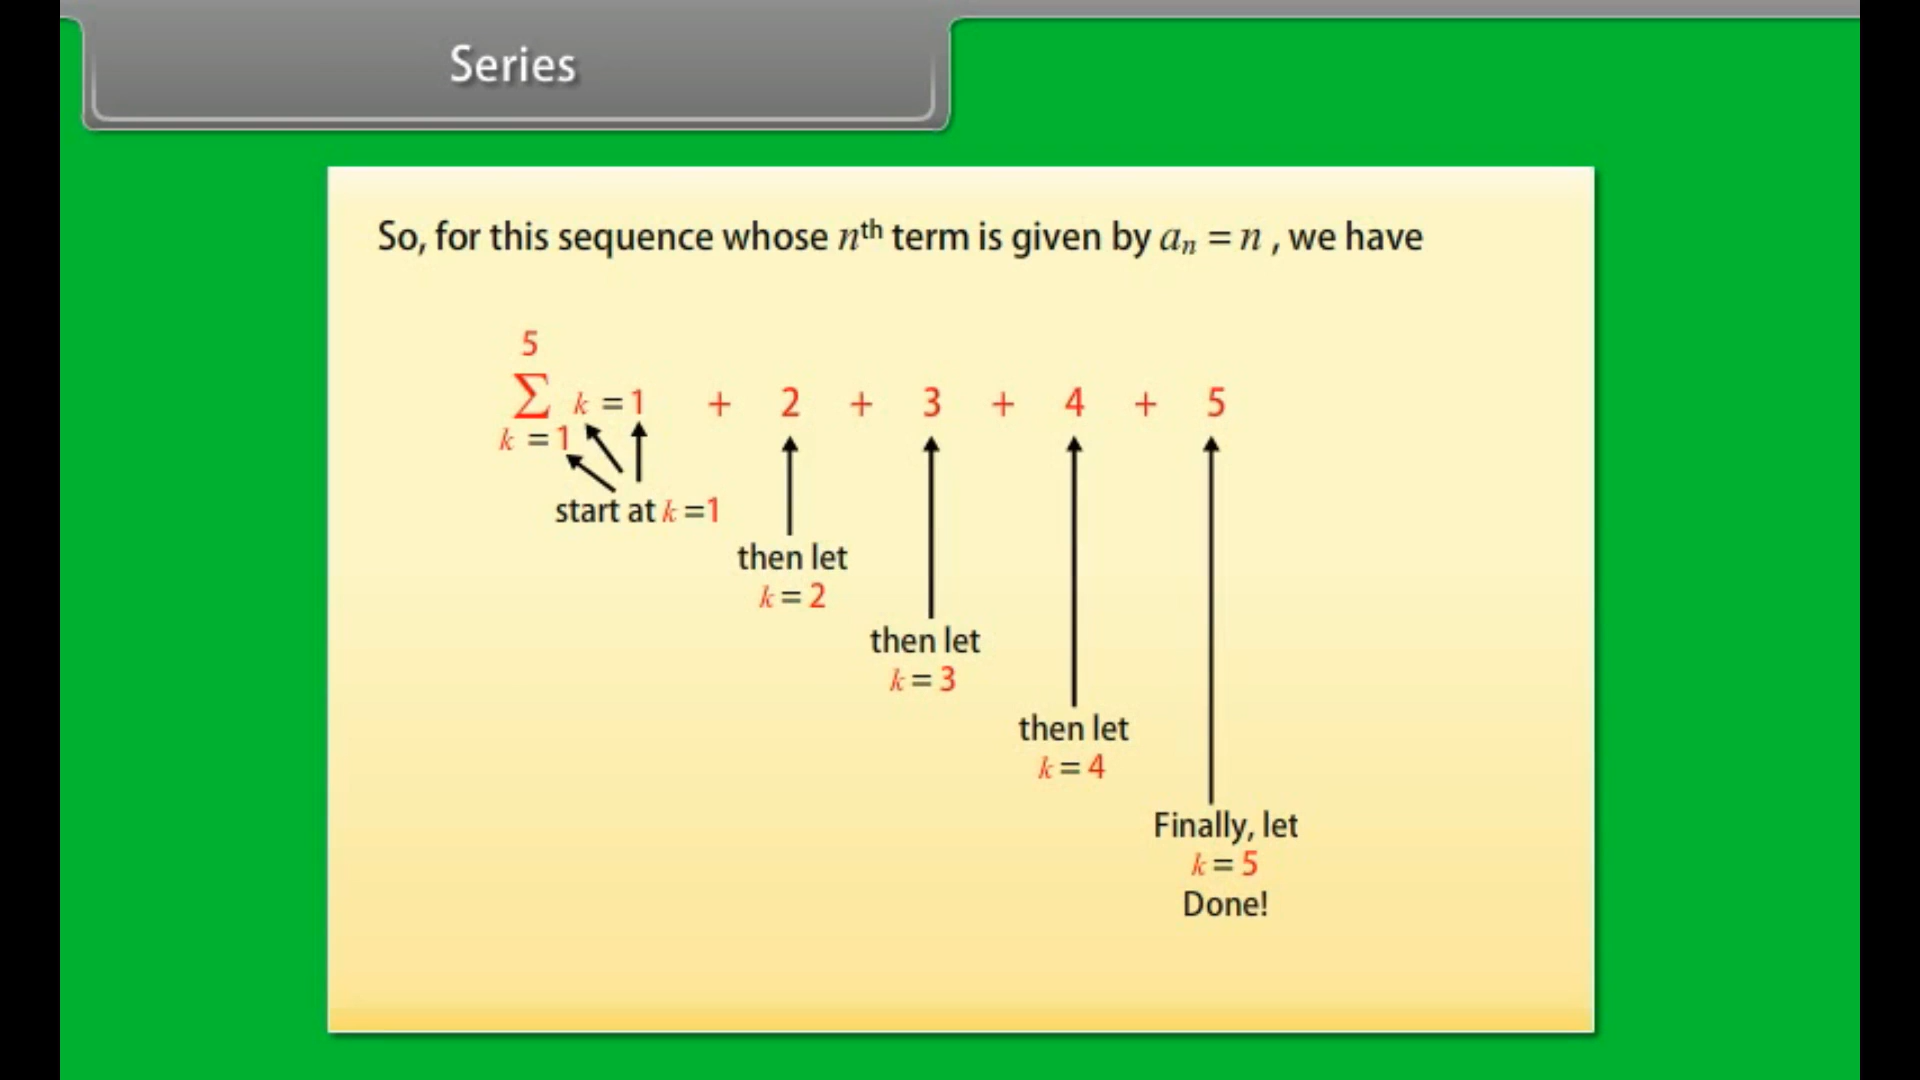 Series
So, for this sequence whose nth term is given by aₙ = n , we have
5
∑ k = 1 + 2 + 3 + 4 + 5
k = 1
start at k = 1
then let
k = 2
then let
k = 3
then let
k = 4
Finally, let
k = 5
Done!